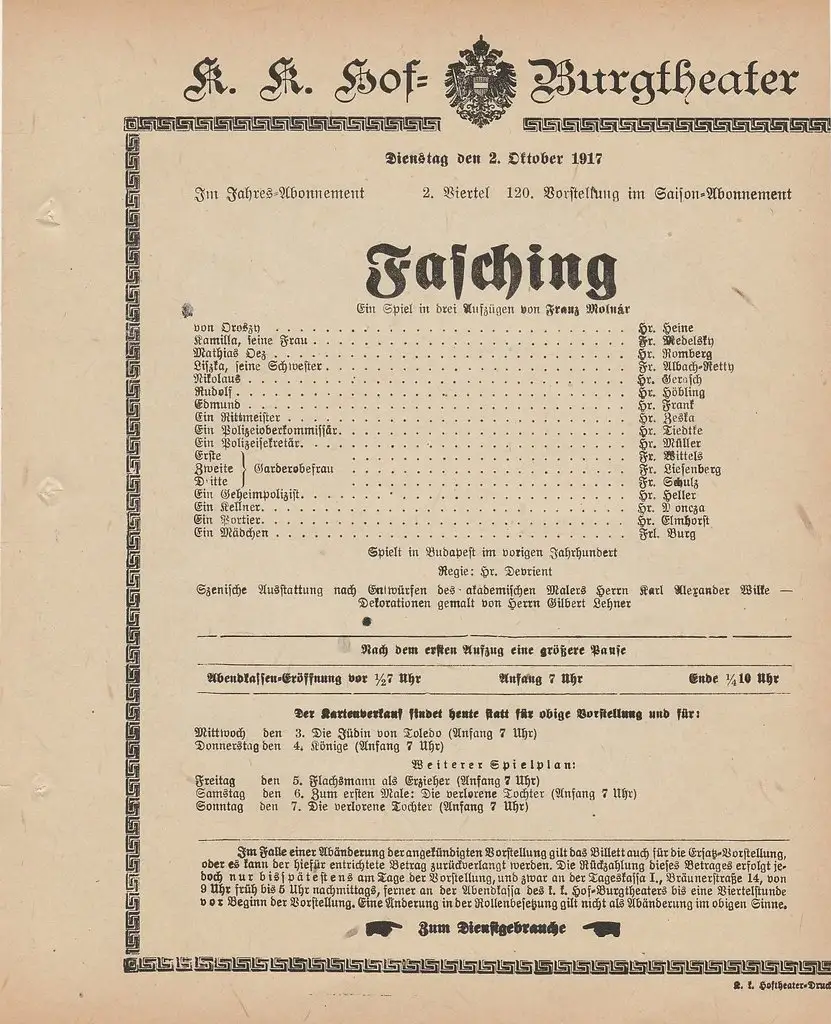 K. K. Hof-Burgtheater
Dienstag den 2. Oktober 1917
Im Jahres-Abonnement 2. Viertel 120. Vorstellung im Saison-Abonnement
Fasching
Ein Spiel in drei Aufzügen von Franz Molnár
von Oroszy . . . . Hr. Heine
Kamilla, seine Frau . . . . Fr. Medelsky
Mathias Oez . . . . Hr. Romberg
Liszka, seine Schwester . . . . Fr. Albach-Retty
Nikolaus . . . . Hr. Gerasch
Rudolf . . . . Hr. Höbling
Edmund . . . . Hr. Frank
Ein Rittmeister . . . . Hr. Zeska
Ein Polizeioberkommissär . . . . Hr. Tiedtke
Ein Polizeisekretär . . . . Hr. Müller
Erste . . . . Fr. Wittels
Zweite } Garderobefrau . . . . Fr. Liesenberg
Dritte . . . . Fr. Schulz
Ein Geheimpolizist . . . . Hr. Heller
Ein Kellner . . . . Hr.
Ein Portier . . . . Hr. Elmhorst
Ein Mädchen . . . . Frl. Burg
Spielt in Budapest im vorigen Jahrhundert
Regie: Hr. Devrient
Szenische Ausstattung nach Entwürfen des akademischen Malers Herrn Karl Alexander Wilke —
Dekorationen gemalt von Herrn Gilbert Lehner
Nach dem ersten Aufzug eine größere Pause
Abendkassen-Eröffnung vor ½7 Uhr Anfang 7 Uhr Ende ¼10 Uhr
Der Kartenverkauf findet heute statt für obige Vorstellung und für:
Mittwoch den 3. Die Jüdin von Toledo (Anfang 7 Uhr)
Donnerstag den 4. Könige (Anfang 7 Uhr)
Weiterer Spielplan:
Freitag den 5. Flachsmann als Erzieher (Anfang 7 Uhr)
Samstag den 6. Zum ersten Male: Die verlorene Tochter (Anfang 7 Uhr)
Sonntag den 7. Die verlorene Tochter (Anfang 7 Uhr)
Im Falle einer Abänderung der angekündigten Vorstellung gilt das Billett auch für die Ersatz-Vorstellung,
oder es kann der hiefür entrichtete Betrag zurückverlangt werden. Die Rückzahlung dieses Betrages erfolgt je-
doch nur bis spätestens am Tage der Vorstellung, und zwar an der Tageskassa I., Bräunerstraße 14, von
9 Uhr früh bis 5 Uhr nachmittags, ferner an der Abendkassa des k. k. Hof-Burgtheaters bis eine Viertelstunde
vor Beginn der Vorstellung. Eine Änderung in der Rollenbesetzung gilt nicht als Abänderung im obigen Sinne.
Zum Dienstgebrauche
K. k. Hoftheater-Druck